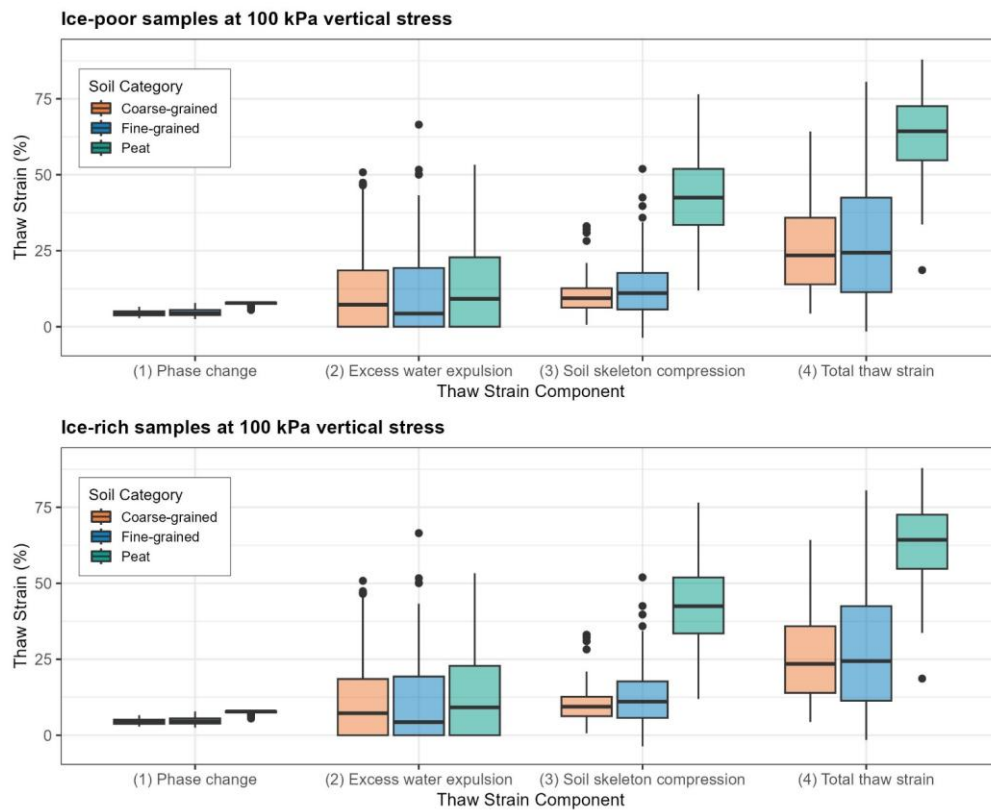 Ice-poor samples at 100 kPa vertical stress
Thaw Strain (%)
75
50
25
0
Soil Category
Coarse-grained
Fine-grained
Peat
(1) Phase change
(2) Excess water expulsion
(3) Soil skeleton compression
(4) Total thaw strain
Thaw Strain Component
Ice-rich samples at 100 kPa vertical stress
Thaw Strain (%)
75
50
25
0
Soil Category
Coarse-grained
Fine-grained
Peat
(1) Phase change
(2) Excess water expulsion
(3) Soil skeleton compression
(4) Total thaw strain
Thaw Strain Component